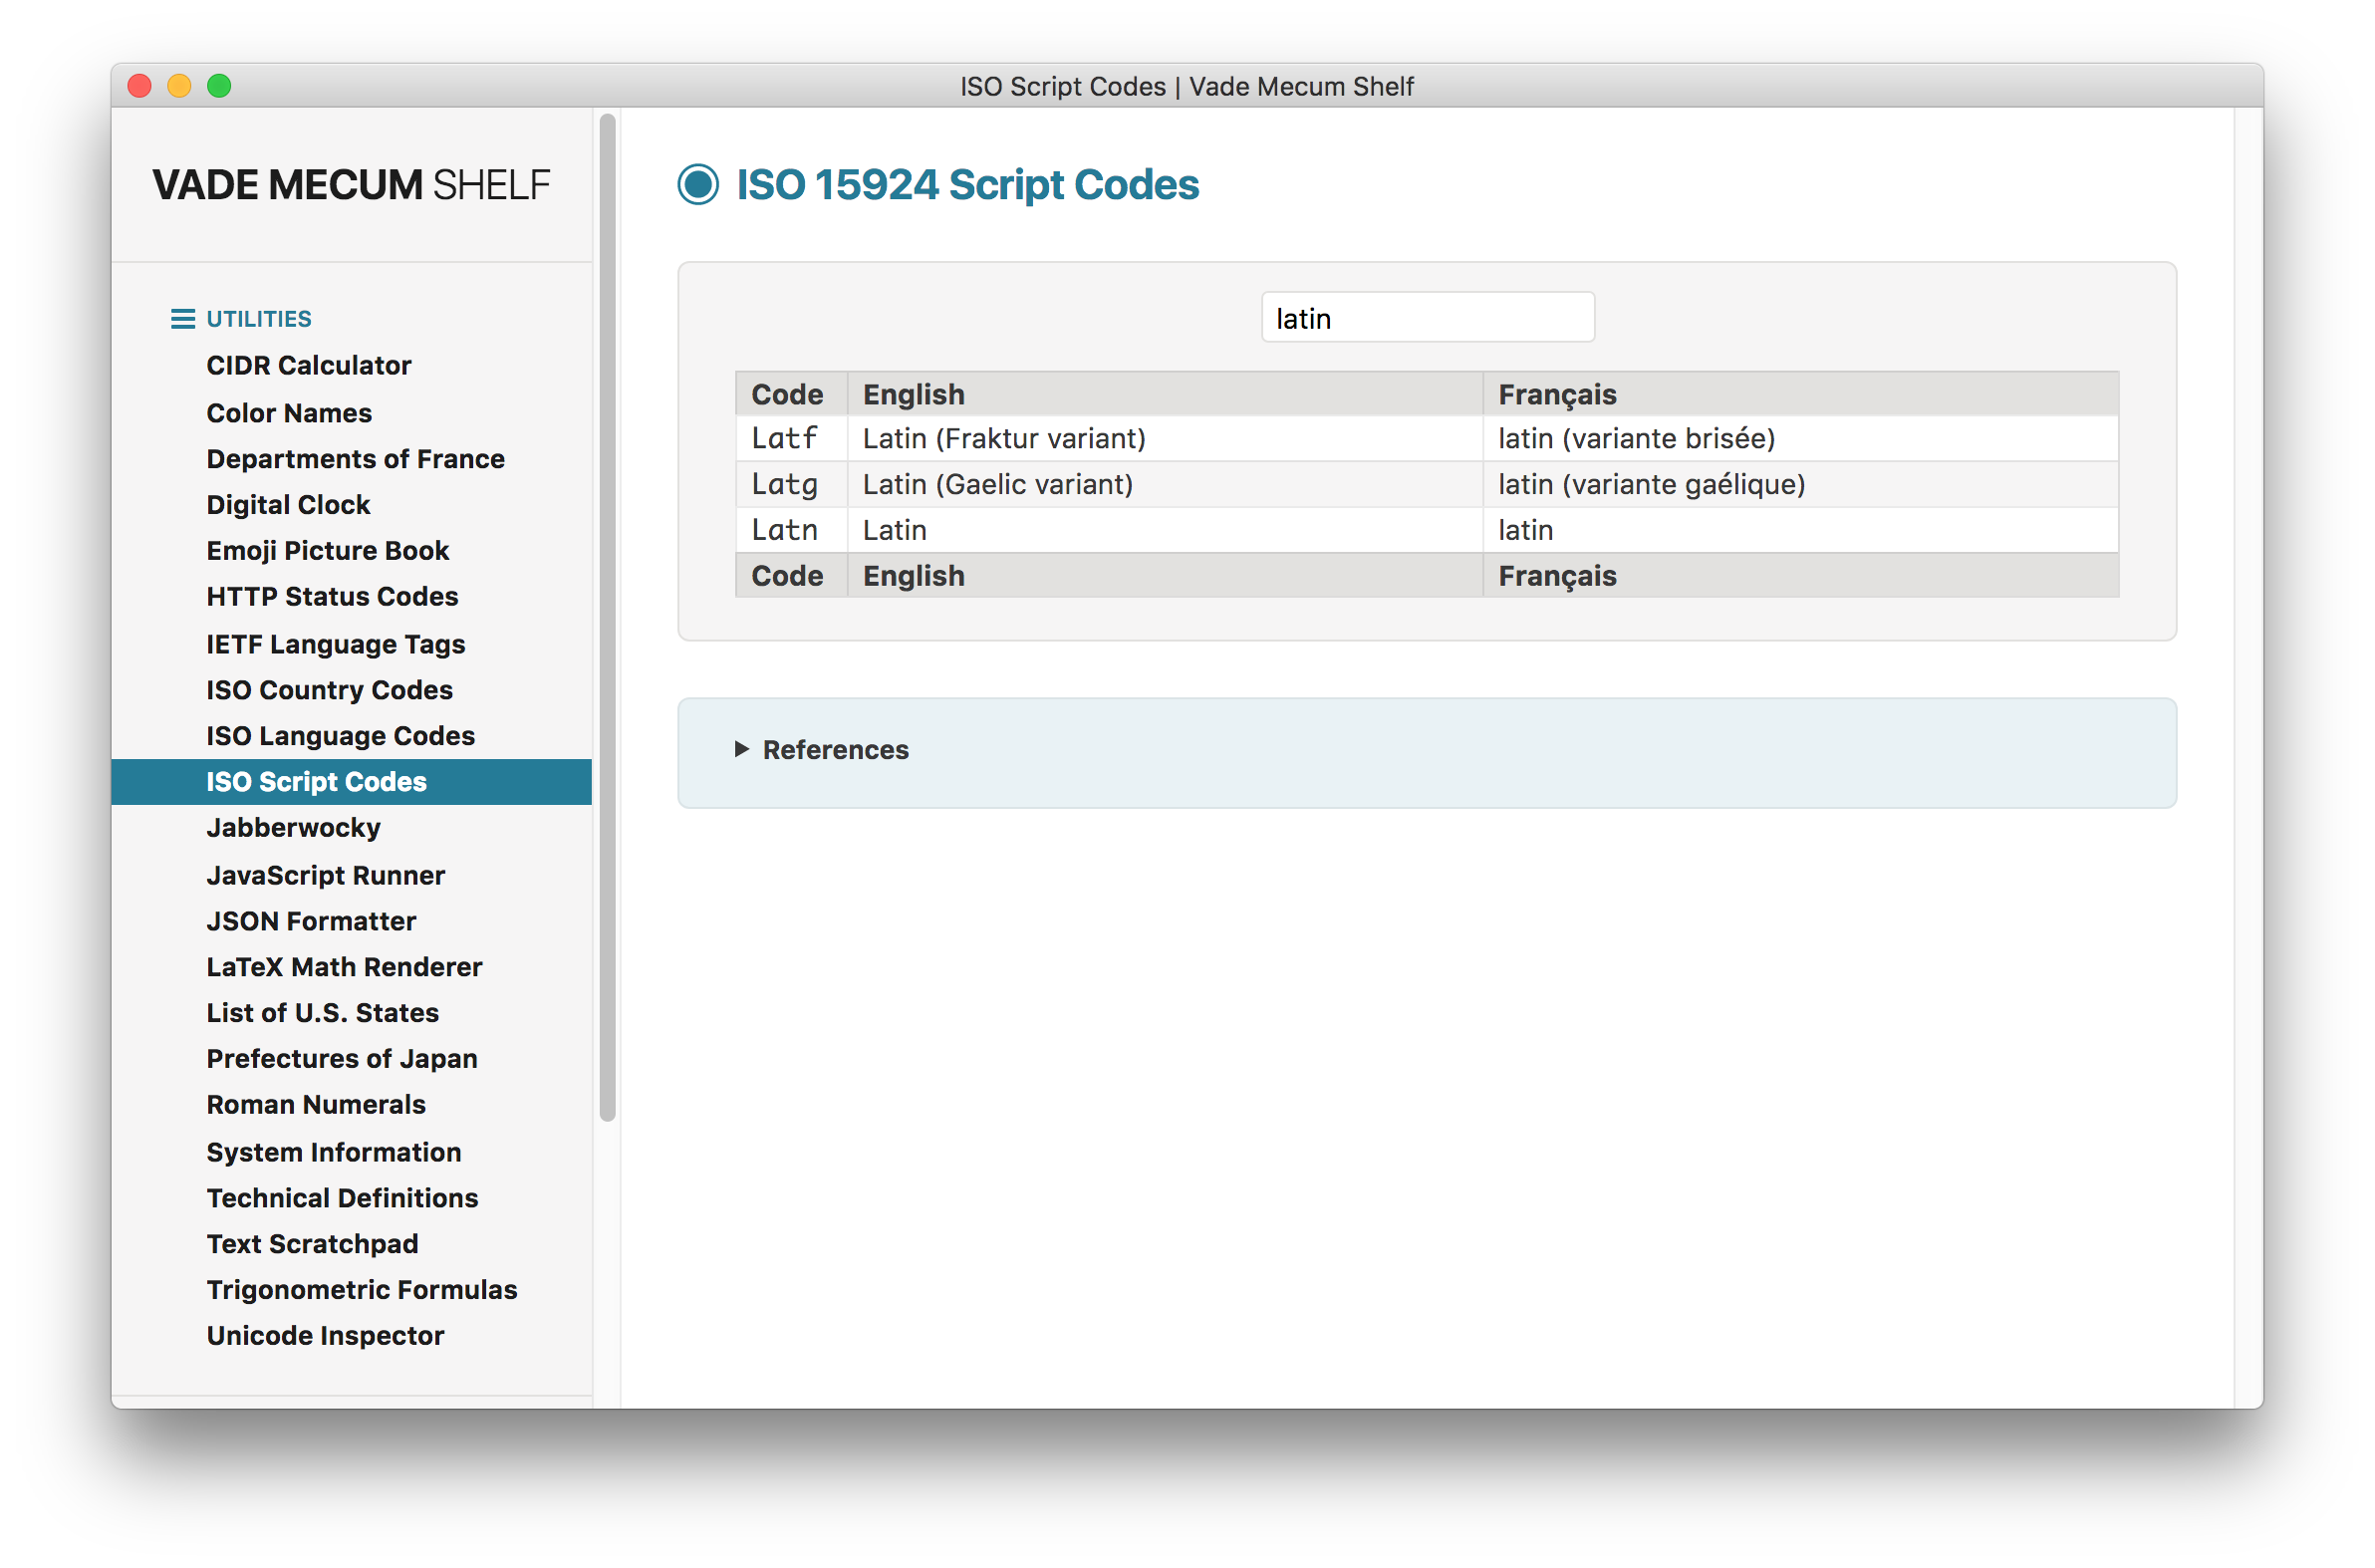 ISO Script Codes | Vade Mecum Shelf
VADE MECUM SHELF
UTILITIES
CIDR Calculator
Color Names
Departments of France
Digital Clock
Emoji Picture Book
HTTP Status Codes
IETF Language Tags
ISO Country Codes
ISO Language Codes
ISO Script Codes
Jabberwocky
JavaScript Runner
JSON Formatter
LaTeX Math Renderer
List of U.S. States
Prefectures of Japan
Roman Numerals
System Information
Technical Definitions
Text Scratchpad
Trigonometric Formulas
Unicode Inspector
ISO 15924 Script Codes
latin
Code English Français
Latf Latin (Fraktur variant) latin (variante brisée)
Latg Latin (Gaelic variant) latin (variante gaélique)
Latn Latin latin
Code English Français
References